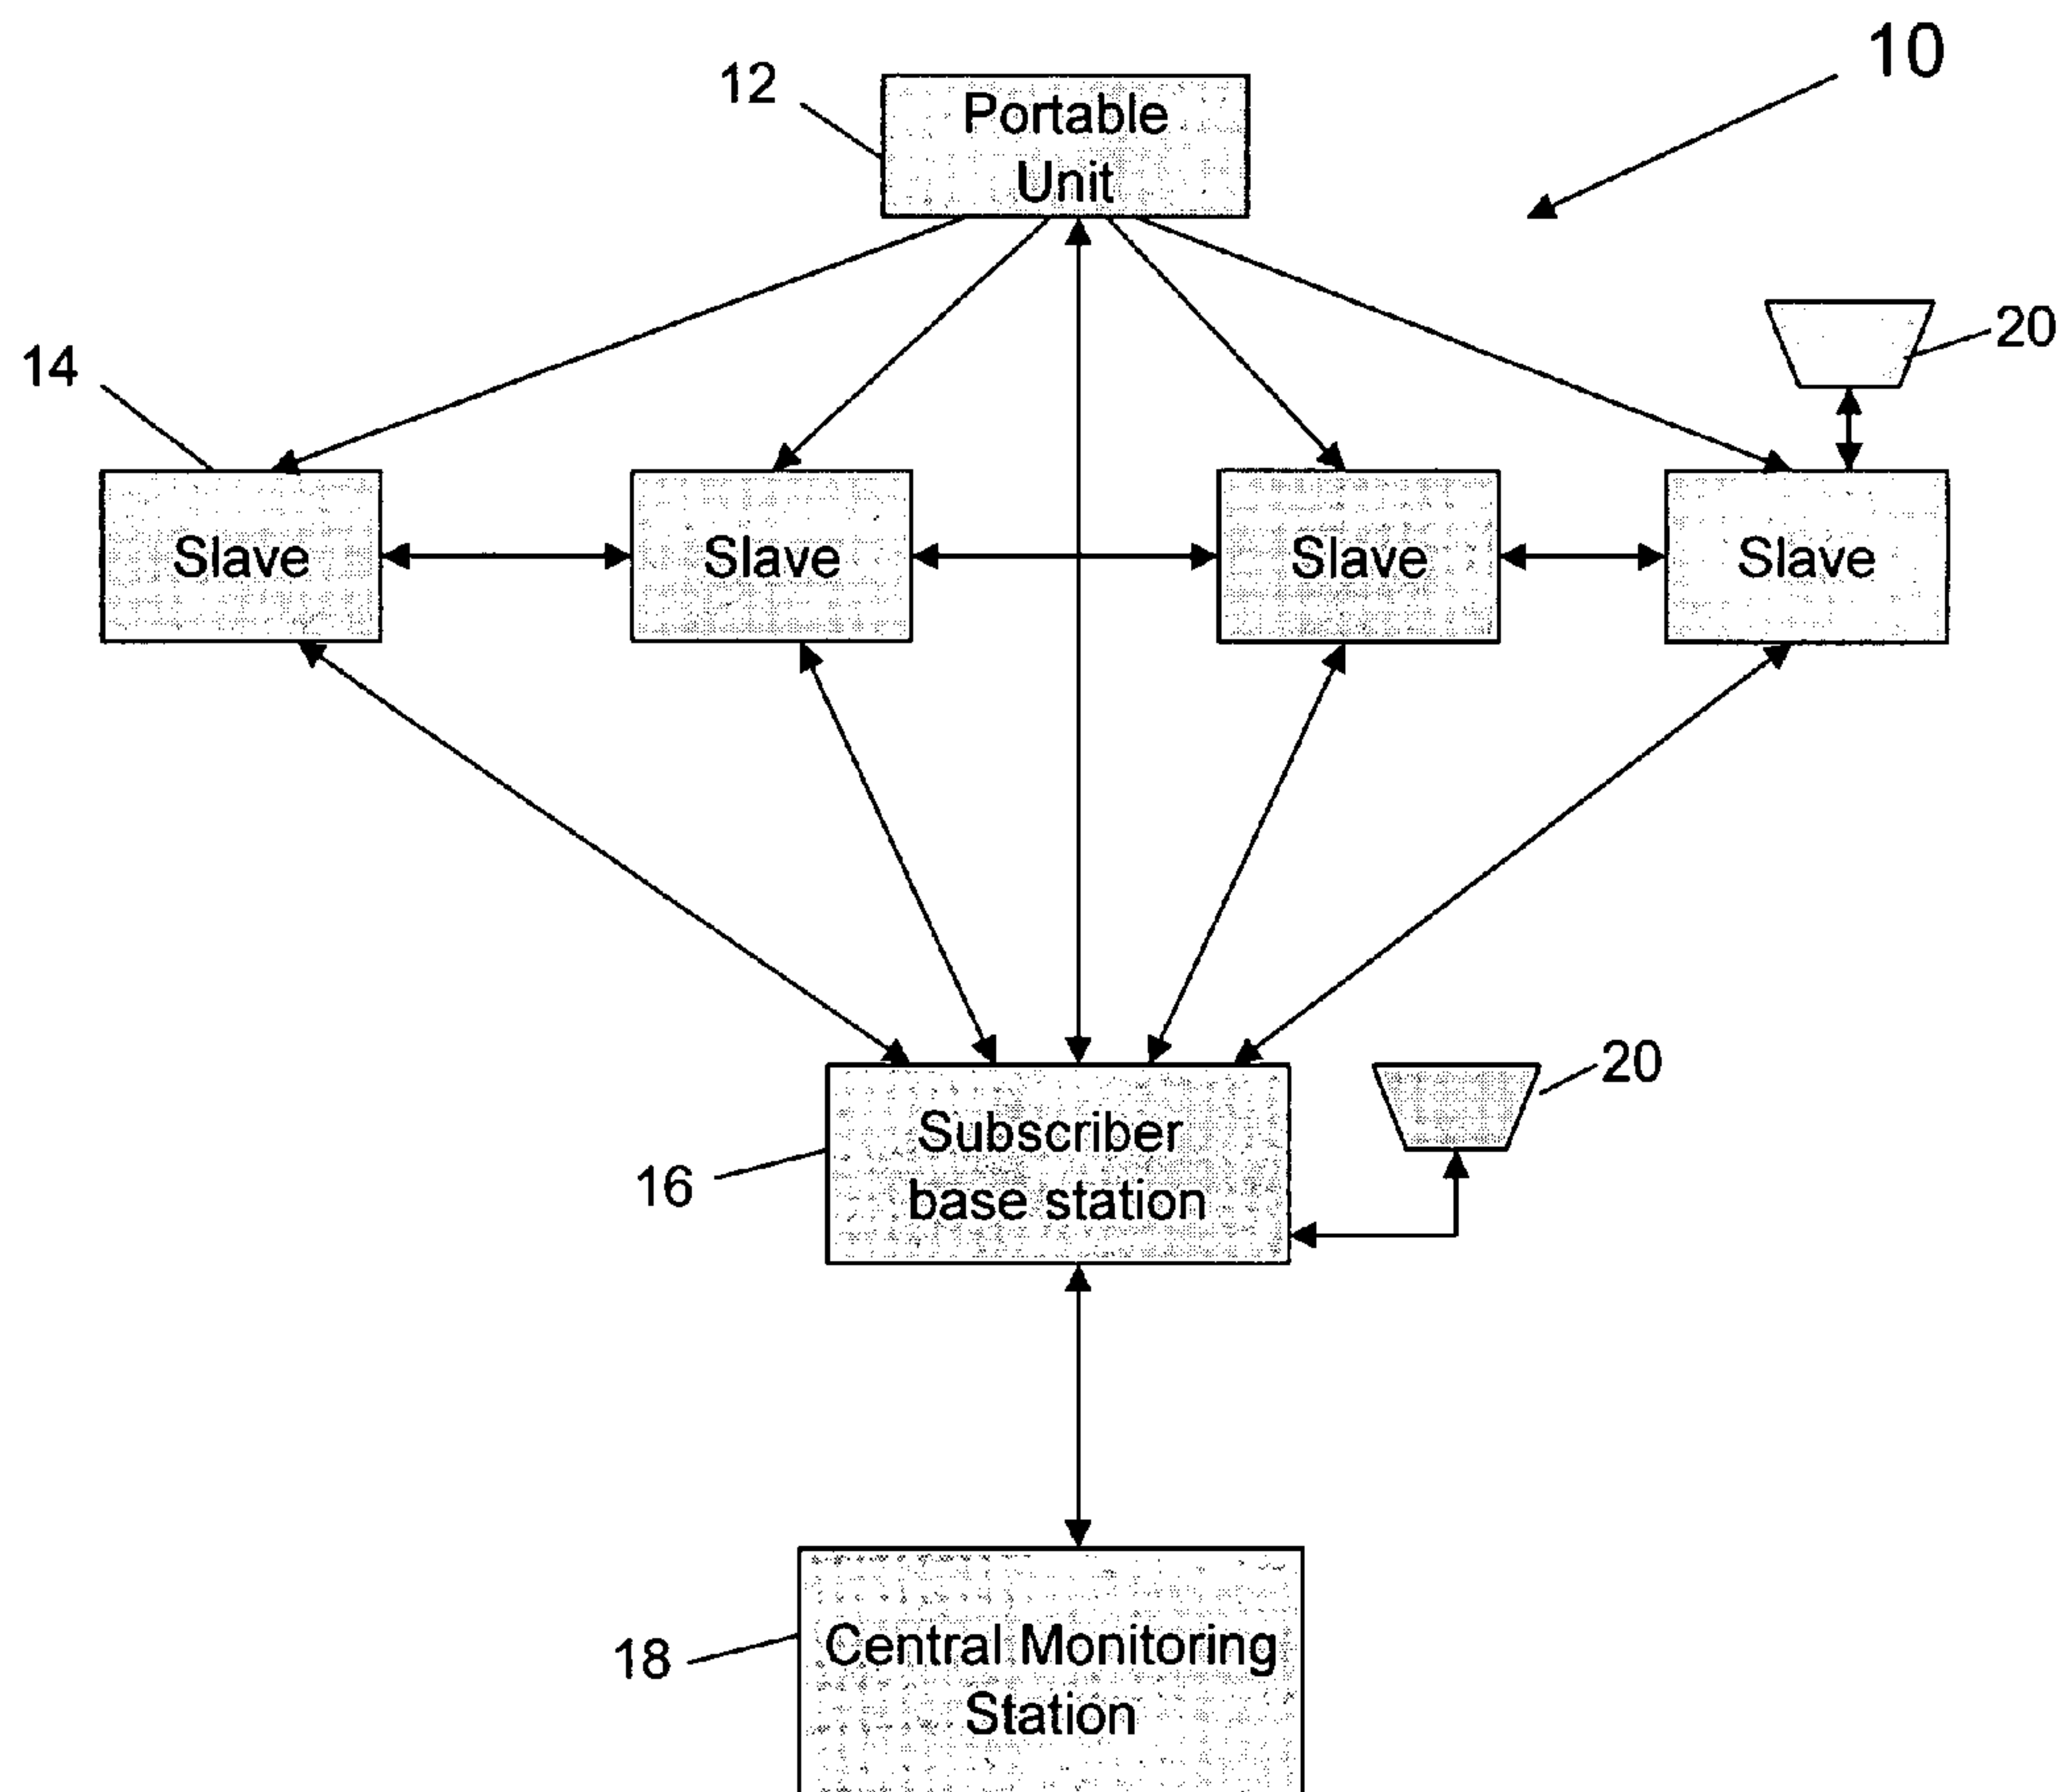 10
12
Portable
Unit
20
14
Slave
Slave
Slave
Slave
20
Subscriber
base station
16
Central Monitoring
Station
18